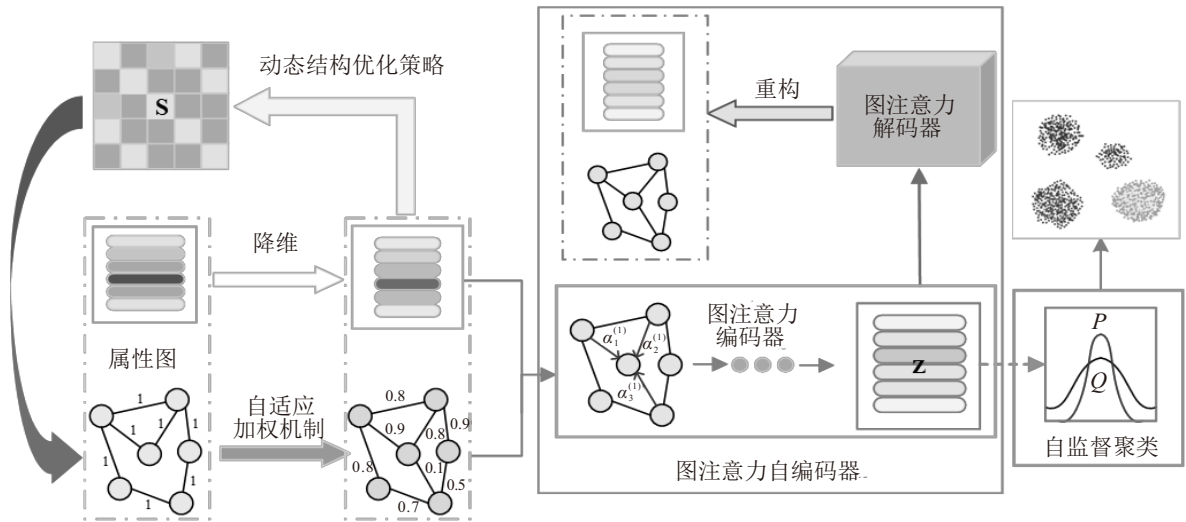 动态结构优化策略
S
降维
属性图
自适应
加权机制
1
1
1
1
1
1
1
0.8
0.9
0.8
0.9
0.8
0.1
0.5
0.7
重构
图注意力
解码器
图注意力
编码器
α₁⁽¹⁾
α₂⁽¹⁾
α₃⁽¹⁾
Z
图注意力自编码器
P
Q
自监督聚类